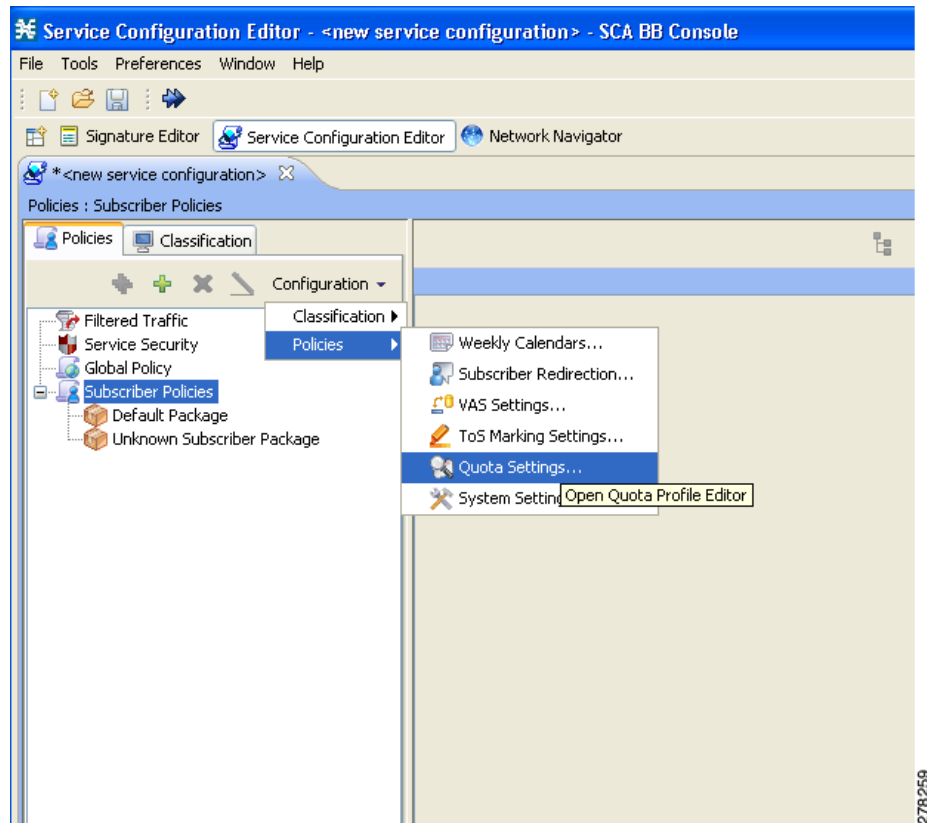 Service Configuration Editor - <new service configuration> - SCA BB Console
File Tools Preferences Window Help
Signature Editor Service Configuration Editor Network Navigator
*<new service configuration>
Policies : Subscriber Policies
Policies Classification
Configuration
Classification
Policies
Filtered Traffic
Service Security
Global Policy
Subscriber Policies
Default Package
Unknown Subscriber Package
Weekly Calendars...
Subscriber Redirection...
VAS Settings...
ToS Marking Settings...
Quota Settings...
System Settin
Open Quota Profile Editor
278259